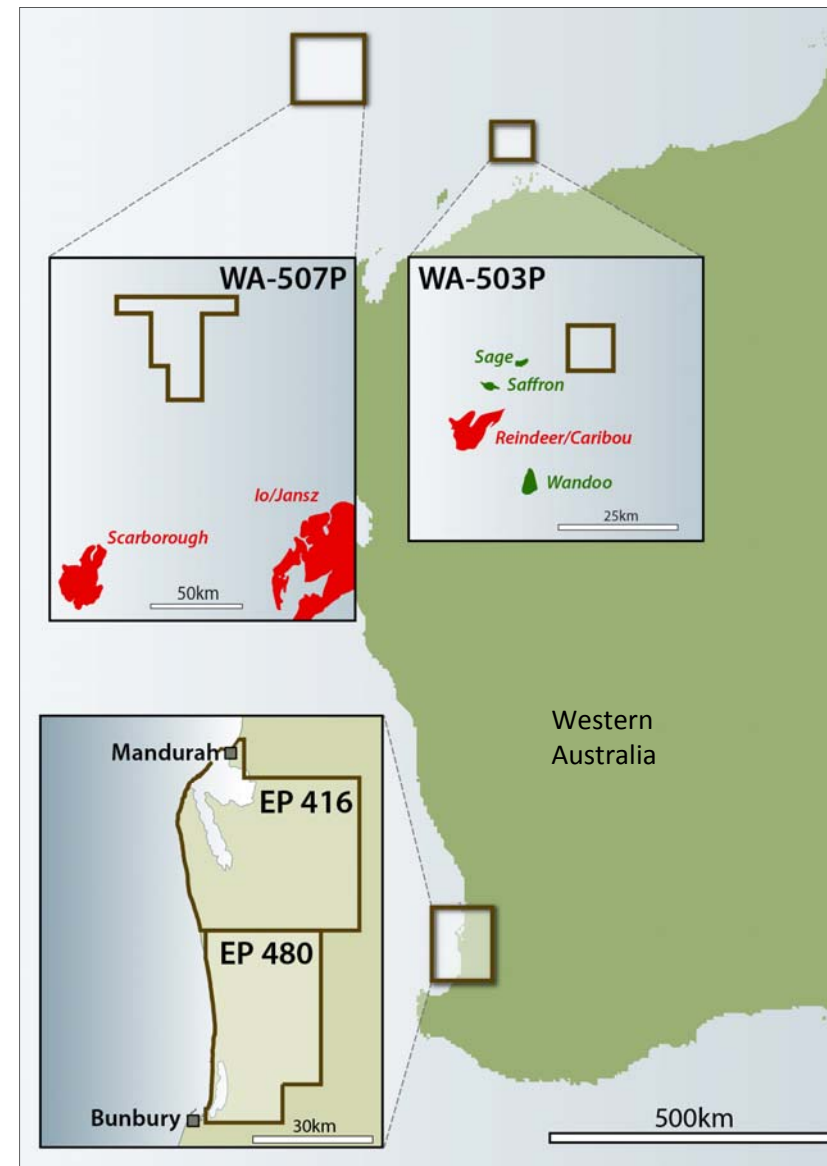 WA-507P
WA-503P
Sage
Saffron
Reindeer/Caribou
Wandoo
25km
Io/Jansz
Scarborough
50km
Western
Australia
Mandurah
EP 416
EP 480
Bunbury
30km
500km